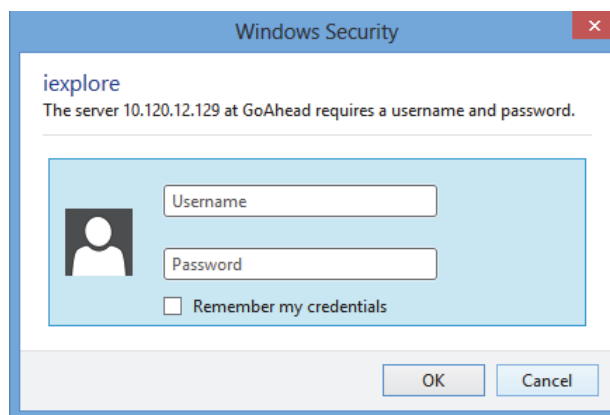 Windows Security
iexplore
The server 10.120.12.129 at GoAhead requires a username and password.
Username
Password
Remember my credentials
OK
Cancel